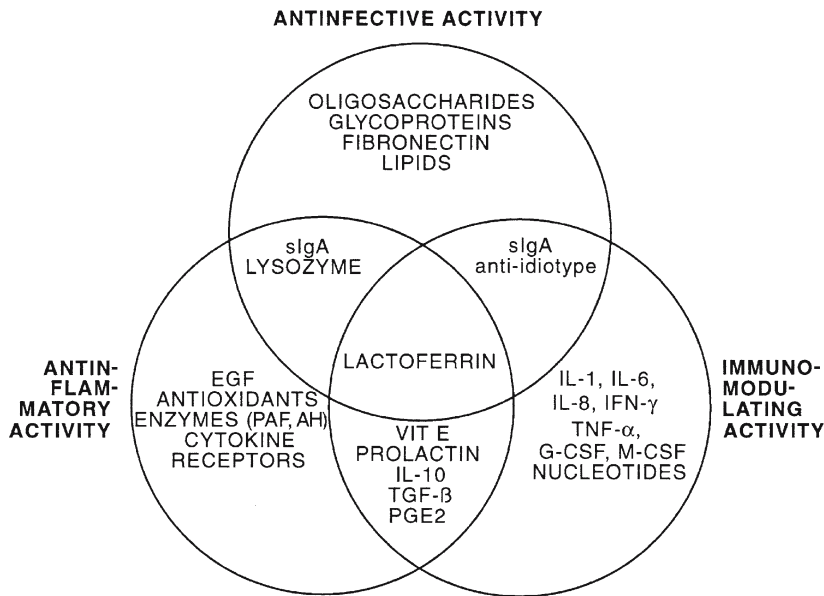 ANTINFECTIVE ACTIVITY
OLIGOSACCHARIDES
GLYCOPROTEINS
FIBRONECTIN
LIPIDS
sIgA
LYSOZYME
sIgA
anti-idiotype
LACTOFERRIN
ANTIN-
FLAM-
MATORY
ACTIVITY
EGF
ANTIOXIDANTS
ENZYMES (PAF, AH)
CYTOKINE
RECEPTORS
VIT E
PROLACTIN
IL-10
TGF-ß
PGE2
IL-1, IL-6,
IL-8, IFN-γ
TNF-α,
G-CSF, M-CSF
NUCLEOTIDES
IMMUNO-
MODU-
LATING
ACTIVITY